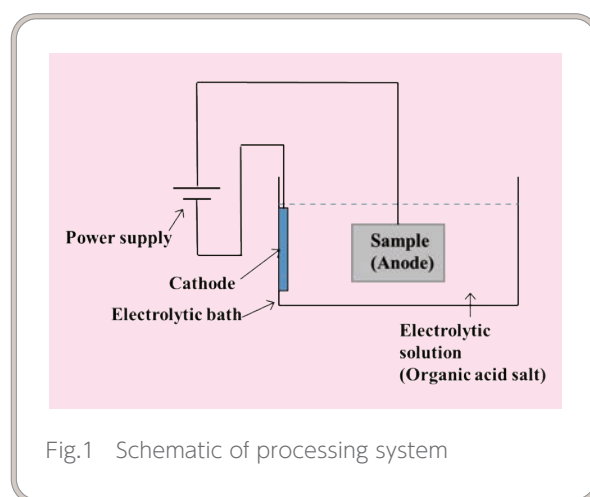 Power supply
Cathode
Electrolytic bath
Sample
(Anode)
Electrolytic
solution
(Organic acid salt)
Fig.1 Schematic of processing system